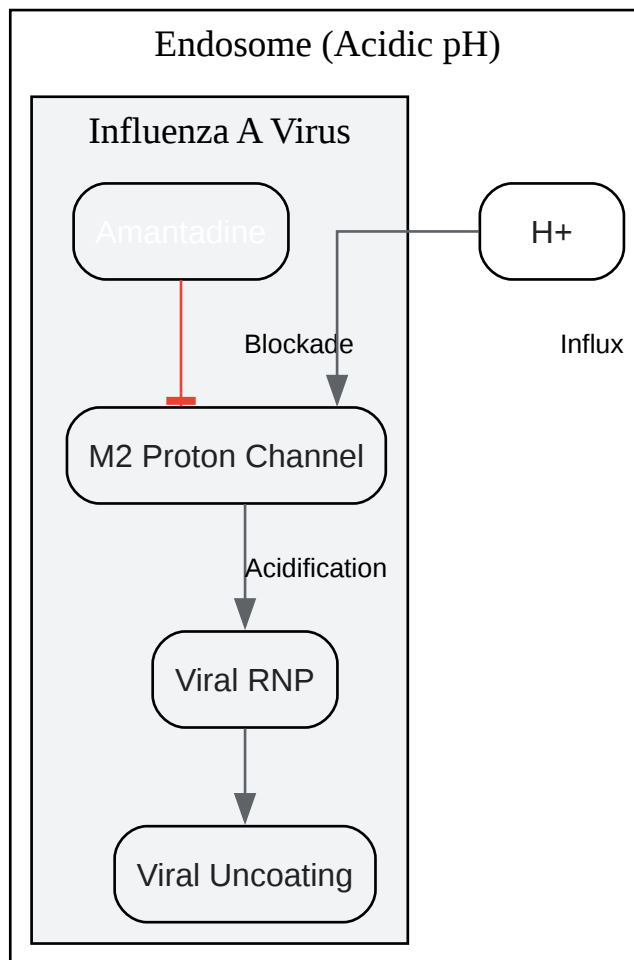 Endosome (Acidic pH)
Influenza A Virus
Amantadine
H+
Blockade
Influx
M2 Proton Channel
Acidification
Viral RNP
Viral Uncoating